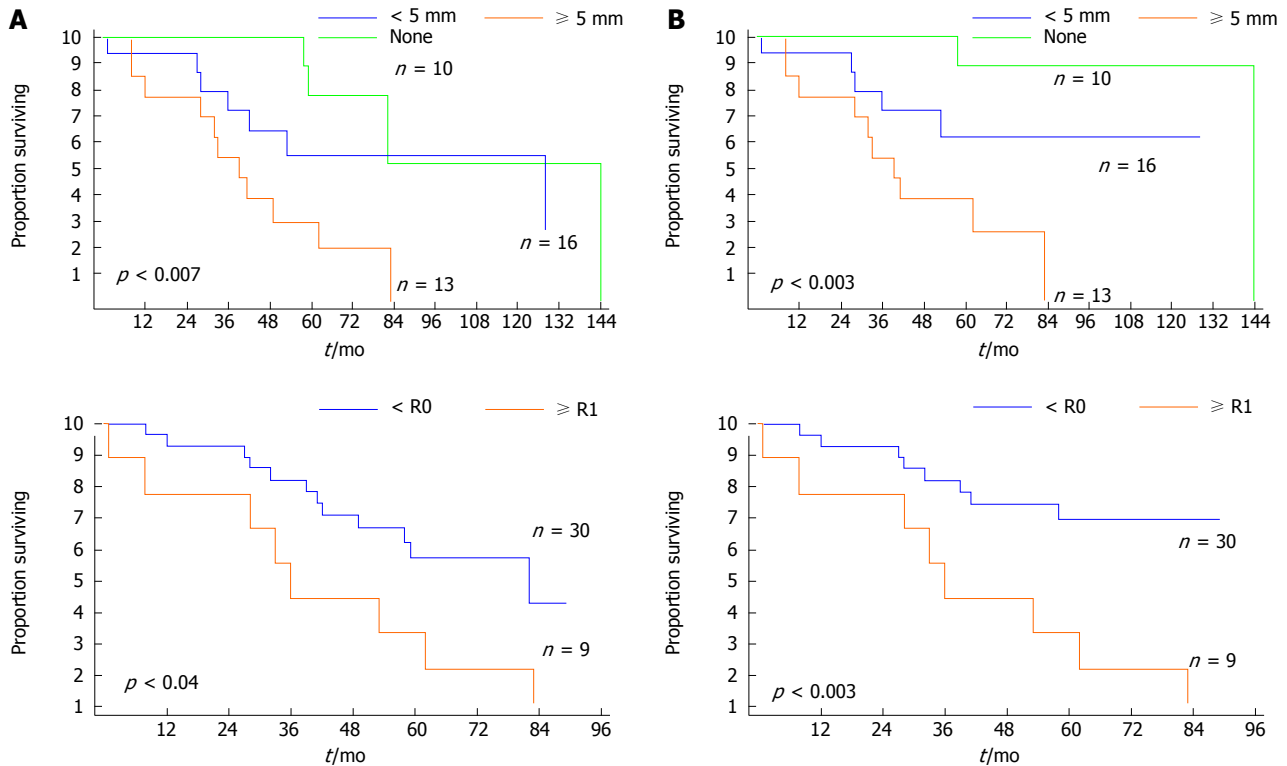 A
< 5 mm
⩾ 5 mm
None
Proportion surviving
10
9
8
7
6
5
4
3
2
1
n = 10
n = 16
n = 13
p < 0.007
12 24 36 48 60 72 84 96 108 120 132 144
t/mo
B
< 5 mm
⩾ 5 mm
None
Proportion surviving
10
9
8
7
6
5
4
3
2
1
n = 10
n = 16
n = 13
p < 0.003
12 24 36 48 60 72 84 96 108 120 132 144
t/mo
< R0
⩾ R1
Proportion surviving
10
9
8
7
6
5
4
3
2
1
n = 30
n = 9
p < 0.04
12 24 36 48 60 72 84 96
t/mo
< R0
⩾ R1
Proportion surviving
10
9
8
7
6
5
4
3
2
1
n = 30
n = 9
p < 0.003
12 24 36 48 60 72 84 96
t/mo